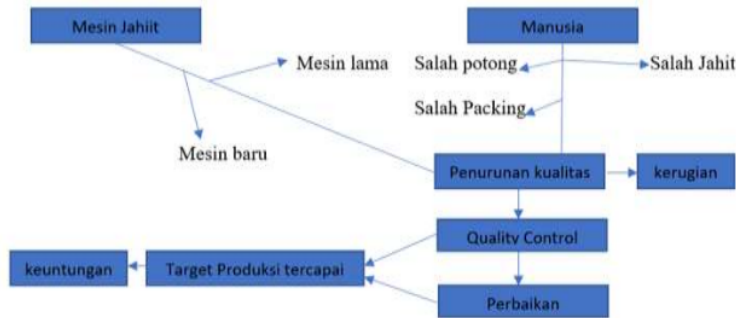 Mesin Jahiit
Manusia
Mesin lama
Salah potong
Salah Jahit
Salah Packing
Mesin baru
Penurunan kualitas
kerugian
Quality Control
keuntungan
Target Produksi tercapai
Perbaikan